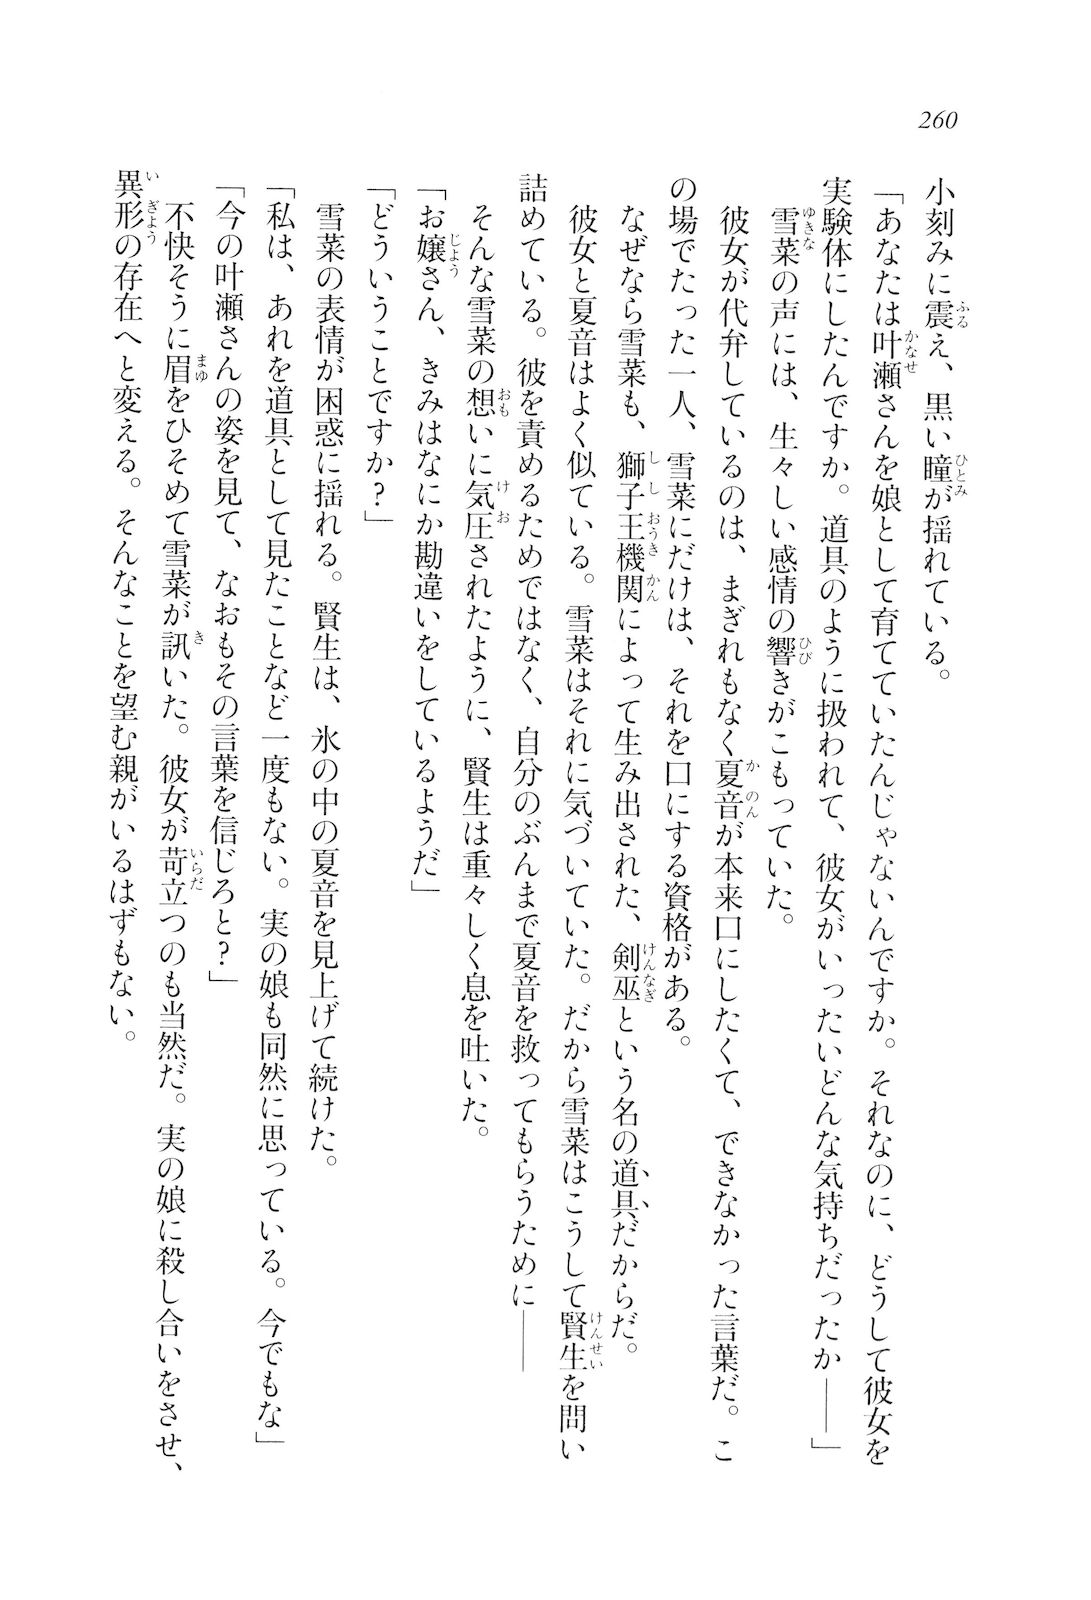 260
小刻みに震え、黒い瞳が揺れている。
「あなたは叶瀬さんを娘として育てていたんじゃないんですか。それなのに、どうして彼女を
実験体にしたんですか。道具のように扱われて、彼女がいったいどんな気持ちだったか――」
雪菜の声には、生々しい感情の響きがこもっていた。
彼女が代弁しているのは、まぎれもなく夏音が本来口にしたくて、できなかった言葉だ。こ
の場でたった一人、雪菜にだけは、それを口にする資格がある。
なぜなら雪菜も、獅子王機関によって生み出された、剣巫という名の道具だからだ。
彼女と夏音はよく似ている。雪菜はそれに気づいていた。だから雪菜はこうして賢生を問い
詰めている。彼を責めるためではなく、自分のぶんまで夏音を救ってもらうために――
そんな雪菜の想いに気圧されたように、賢生は重々しく息を吐いた。
「お嬢さん、きみはなにか勘違いをしているようだ」
「どういうことですか？」
雪菜の表情が困惑に揺れる。賢生は、氷の中の夏音を見上げて続けた。
「私は、あれを道具として見たことなど一度もない。実の娘も同然に思っている。今でもな」
「今の叶瀬さんの姿を見て、なおもその言葉を信じろと？」
不快そうに眉をひそめて雪菜が訊いた。彼女が苛立つのも当然だ。実の娘に殺し合いをさせ、
異形の存在へと変える。そんなことを望む親がいるはずもない。